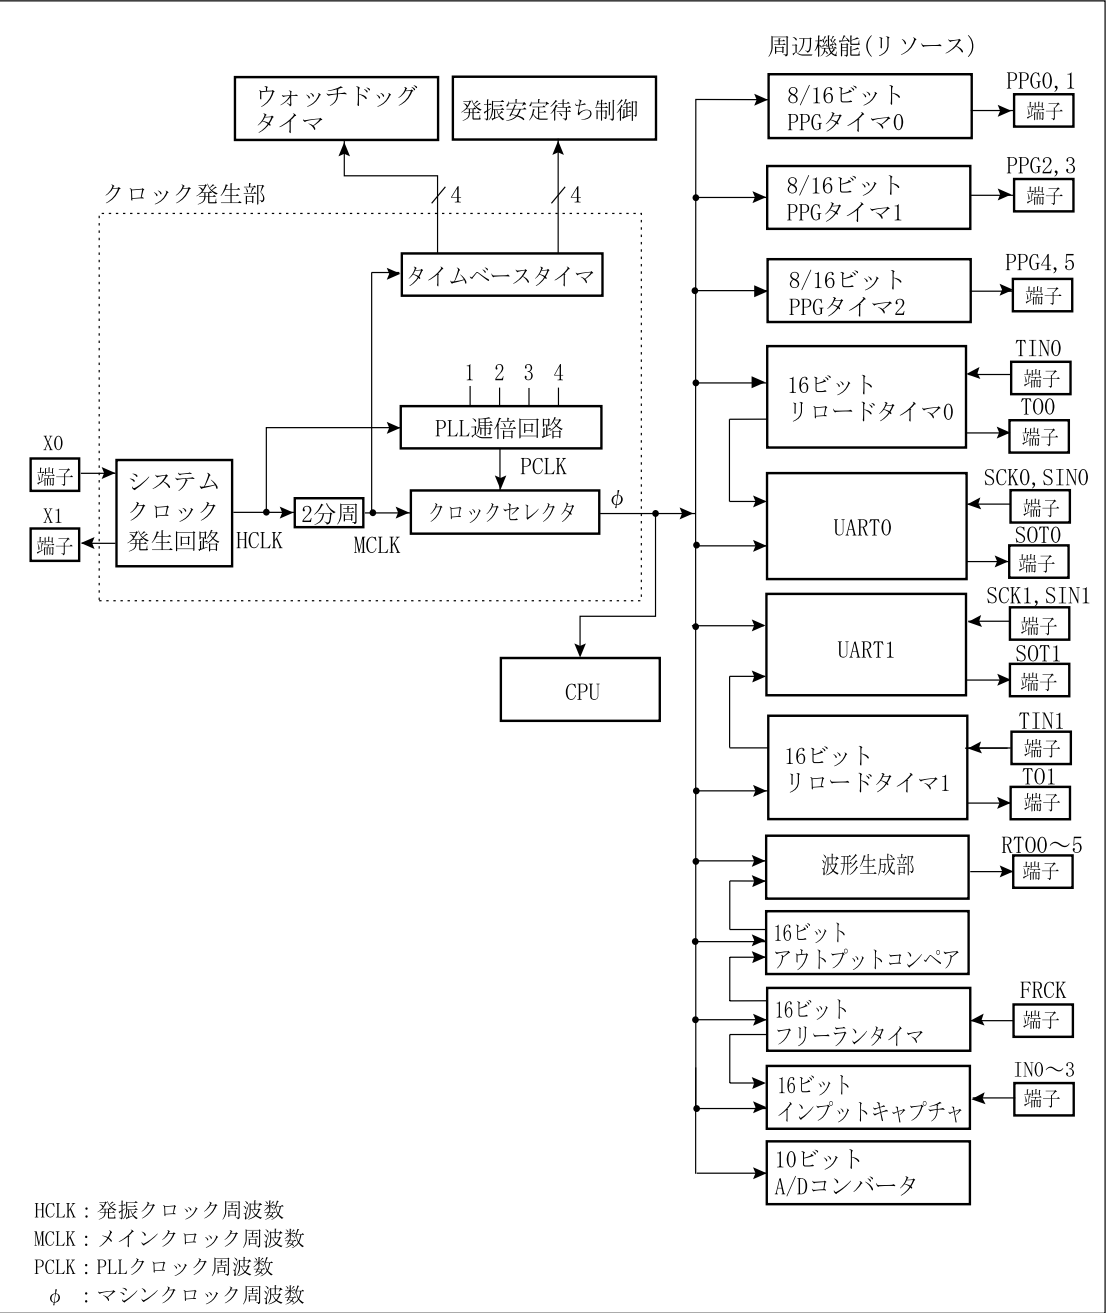 周辺機能(リソース)
ウォッチドッグ
タイマ
発振安定待ち制御
4
4
クロック発生部
タイムベースタイマ
1 2 3 4
PLL逓倍回路
PCLK
X0
端子
X1
端子
システム
クロック
発生回路
HCLK
2分周
MCLK
クロックセレクタ
φ
CPU
8/16ビット
PPGタイマ0
PPG0,1
端子
8/16ビット
PPGタイマ1
PPG2,3
端子
8/16ビット
PPGタイマ2
PPG4,5
端子
16ビット
リロードタイマ0
TIN0
端子
TO0
端子
UART0
SCK0,SIN0
端子
SOT0
端子
UART1
SCK1,SIN1
端子
SOT1
端子
16ビット
リロードタイマ1
TIN1
端子
TO1
端子
波形生成部
RTO0～5
端子
16ビット
アウトプットコンペア
16ビット
フリーランタイマ
FRCK
端子
16ビット
インプットキャプチャ
IN0～3
端子
10ビット
A/Dコンバータ
HCLK：発振クロック周波数
MCLK：メインクロック周波数
PCLK：PLLクロック周波数
φ ：マシンクロック周波数